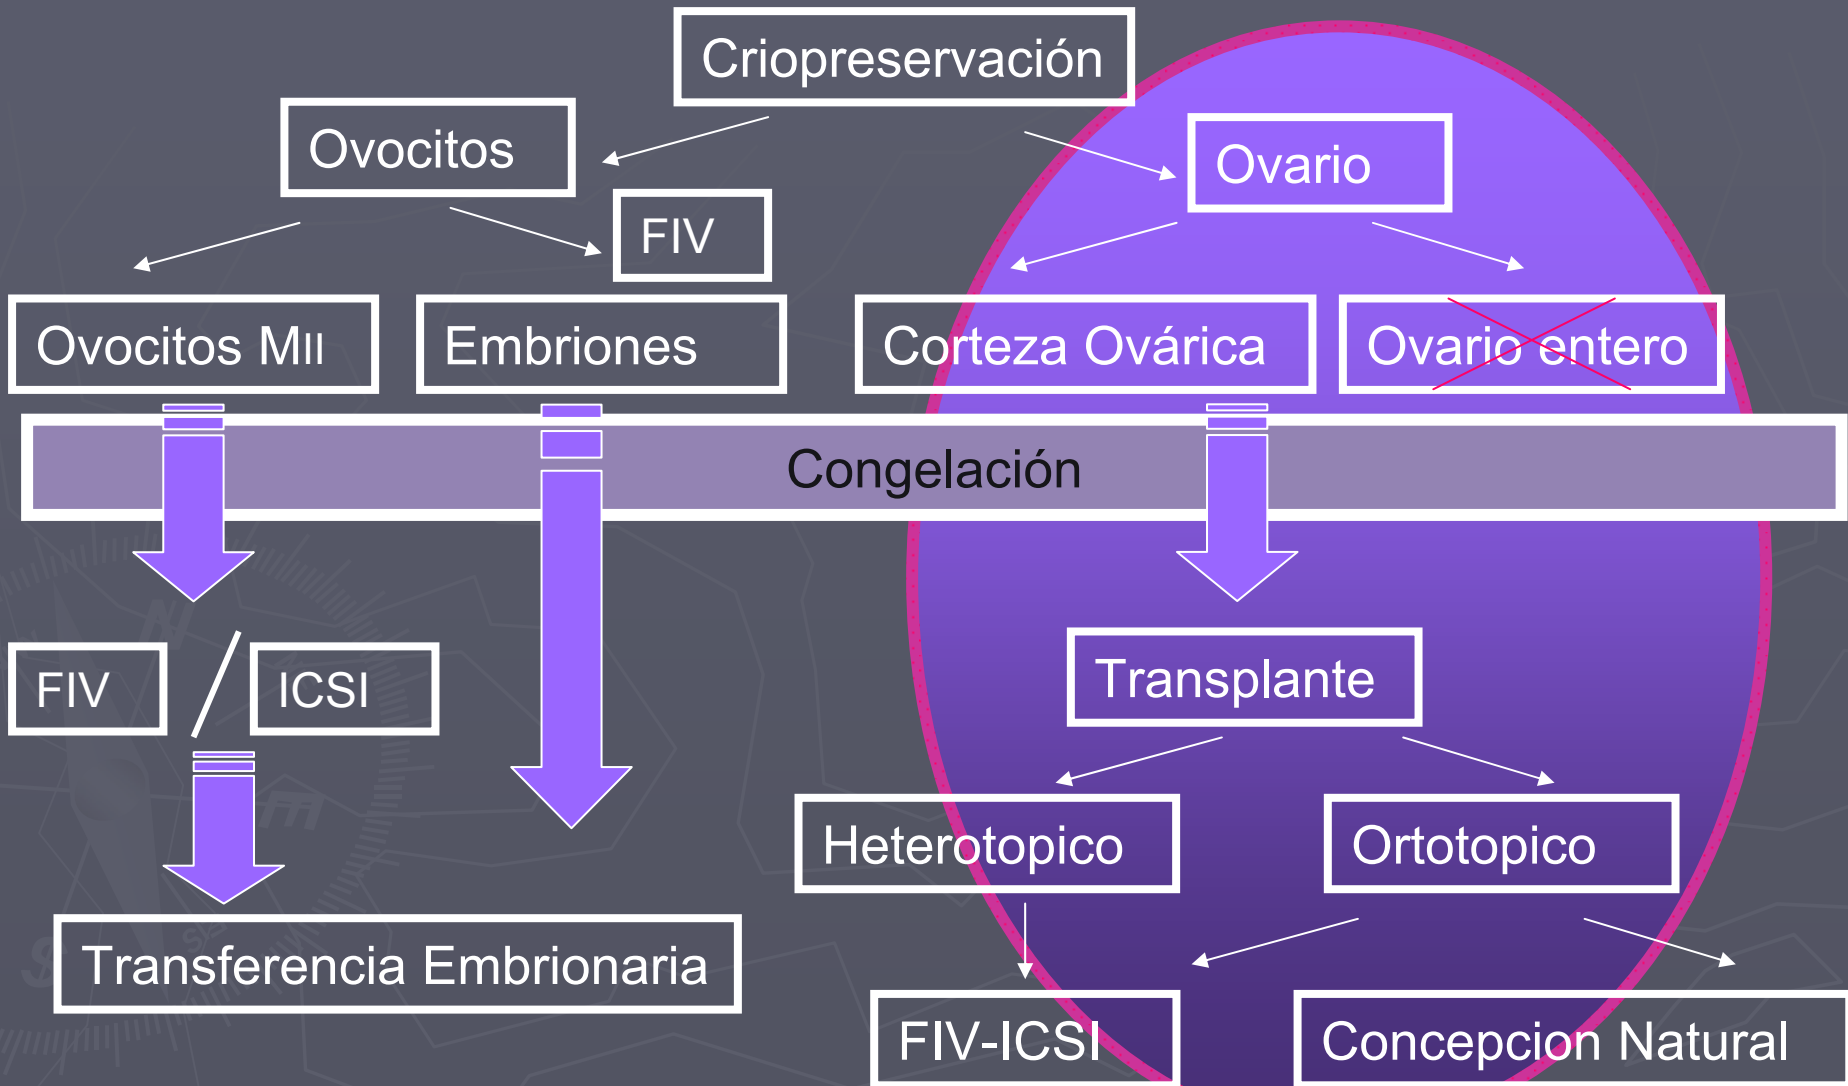 Criopreservación
Ovocitos
Ovario
FIV
Ovocitos MII
Embriones
Corteza Ovárica
Ovario entero
Congelación
FIV
ICSI
Transplante
Heterotopico
Ortotopico
Transferencia Embrionaria
FIV-ICSI
Concepcion Natural
N
E
S